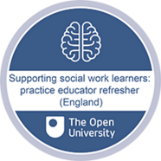 Supporting social work learners:
practice educator refresher
(England)
The Open
University